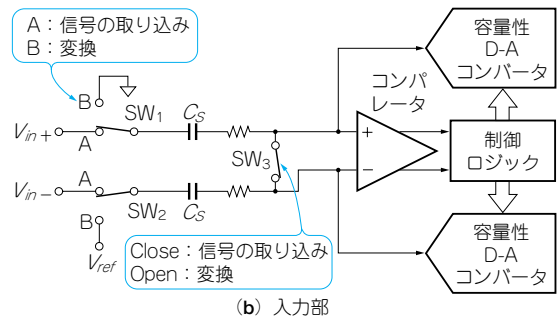 A：信号の取り込み
B：変換
容量性
D-A
コンバータ
コンパ
レータ
B
SW1
CS
Vin+
A
+
SW3
制御
ロジック
−
Vin−
A
SW2
CS
B
Vref
Close：信号の取り込み
Open：変換
容量性
D-A
コンバータ
(b) 入力部